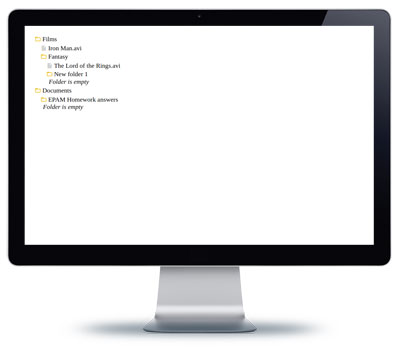 Films
Iron Man.avi
Fantasy
The Lord of the Rings.avi
New folder 1
Folder is empty
Documents
EPAM Homework answers
Folder is empty